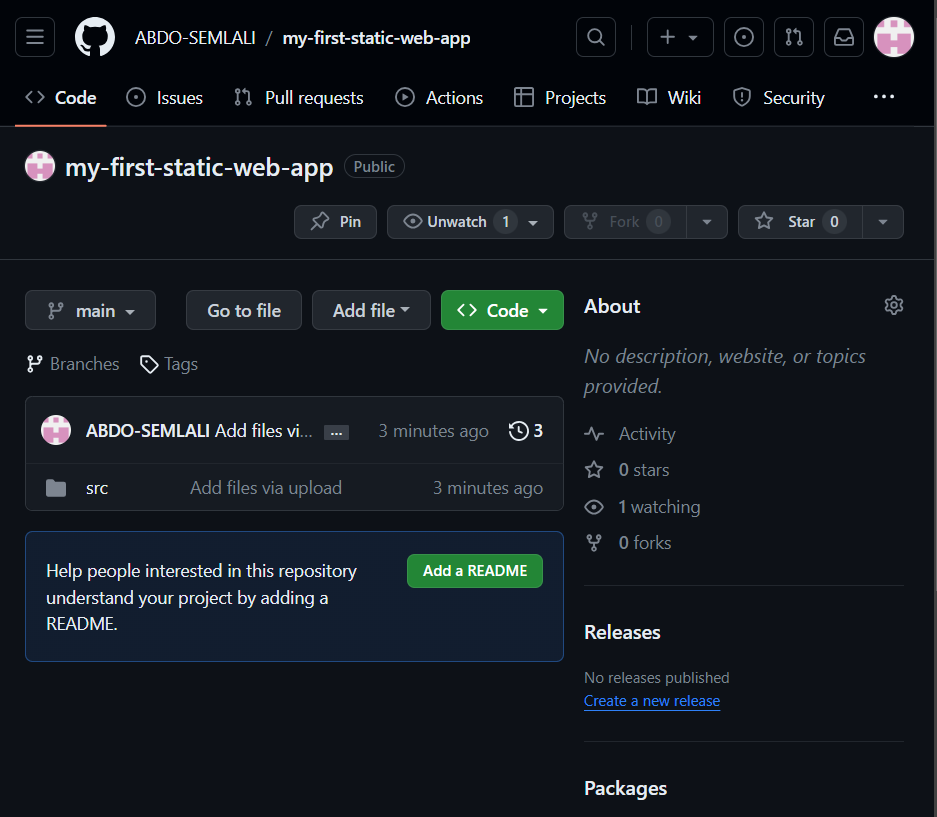 ABDO-SEMLALI / my-first-static-web-app
Code Issues Pull requests Actions Projects Wiki Security ...
my-first-static-web-app Public
Pin Unwatch 1 Fork 0 Star 0
main Go to file Add file Code
Branches Tags
ABDO-SEMLALI Add files vi... ... 3 minutes ago 3
src Add files via upload 3 minutes ago
Help people interested in this repository
understand your project by adding a
README.
Add a README
About
No description, website, or topics
provided.
Activity
0 stars
1 watching
0 forks
Releases
No releases published
Create a new release
Packages